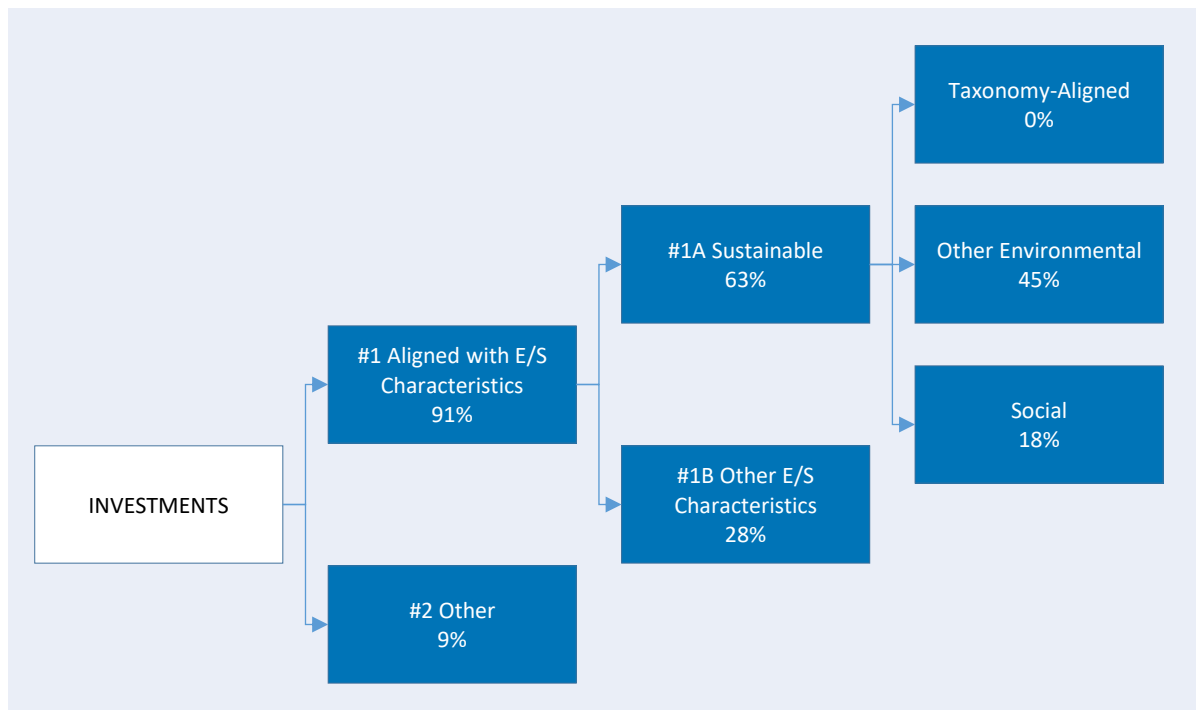 Taxonomy-Aligned
0%
#1A Sustainable
63%
Other Environmental
45%
#1 Aligned with E/S
Characteristics
91%
Social
18%
INVESTMENTS
#1B Other E/S
Characteristics
28%
#2 Other
9%